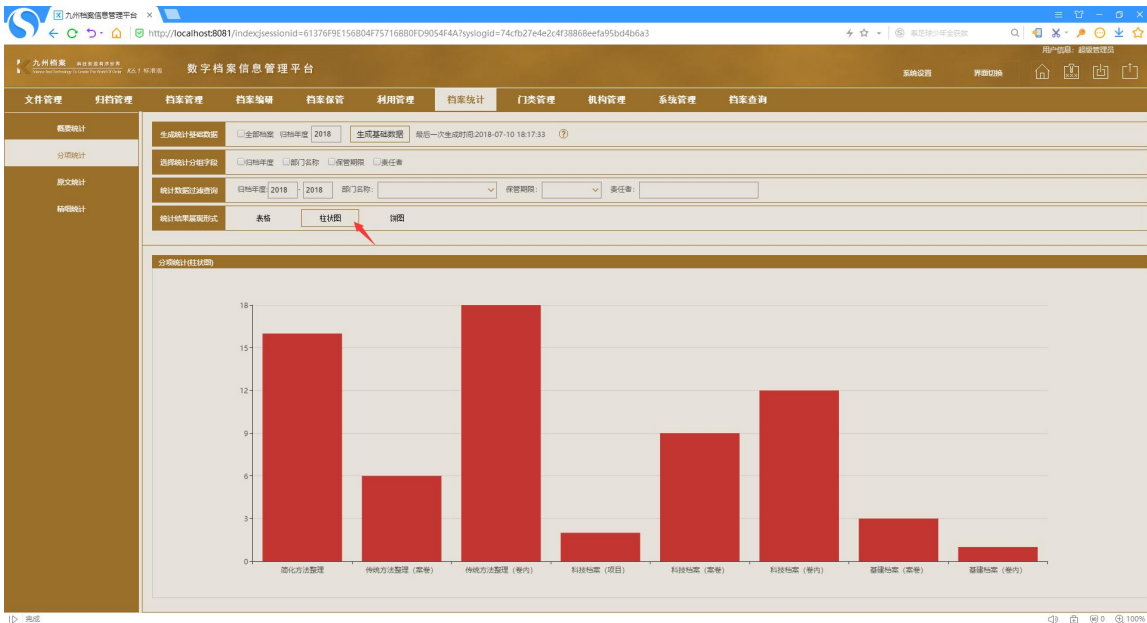 九州档案信息管理平台
http://localhost:8081/index;jsessionid=61376F9E156B04F757168B0FD9054F4A?syslogid=74cfb27e4e2c4f38868eefa95bd4b6a3
用户信息: 超级管理员
九州档案
K6.1 标准版
数字档案信息管理平台
系统设置 界面切换
文件管理 归档管理 档案管理 档案编研 档案保管 利用管理 档案统计 门类管理 机构管理 系统管理 档案查询
概要统计
分项统计
原文统计
精细统计
生成统计基础数据 全部档案 归档年度 2018 生成基础数据 最后一次生成时间:2018-07-10 18:17:33 ?
选择统计分组字段 归档年度 部门名称 保管期限 责任者
统计数据过滤查询 归档年度: 2018 - 2018 部门名称: 保管期限: 责任者:
统计结果展现形式 表格 柱状图 饼图
分项统计(柱状图)
18
15
12
9
6
3
0
简化方法整理 传统方法整理（案卷） 传统方法整理（卷内） 科技档案（项目） 科技档案（案卷） 科技档案（卷内） 基建档案（案卷） 基建档案（卷内）
完成
0 100%